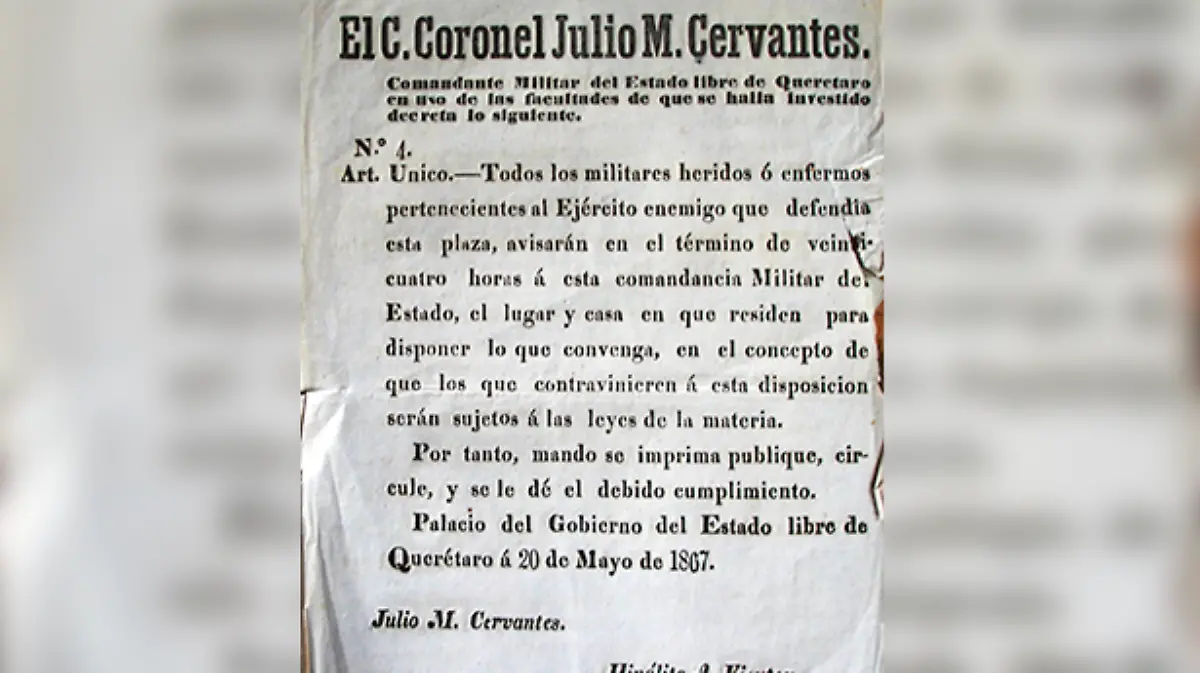 El C. Coronel Julio M. Cervantes.
Comandante Militar del Estado libre de Queretaro
en uso de las facultades de que se halla investido
decreta lo siguiente.
N.º 4.
Art. Unico.—Todos los militares heridos ó enfermos
pertenecientes al Ejército enemigo que defendia
esta plaza, avisarán en el término de veinti-
cuatro horas á esta comandancia Militar del
Estado, el lugar y casa en que residen para
disponer lo que convenga, en el concepto de
que los que contravinieren á esta disposicion
serán sujetos á las leyes de la materia.
Por tanto, mando se imprima publique, cir-
cule, y se le dé el debido cumplimiento.
Palacio del Gobierno del Estado libre de
Querétaro á 20 de Mayo de 1867.
Julio M. Cervantes.
Hipólito A.